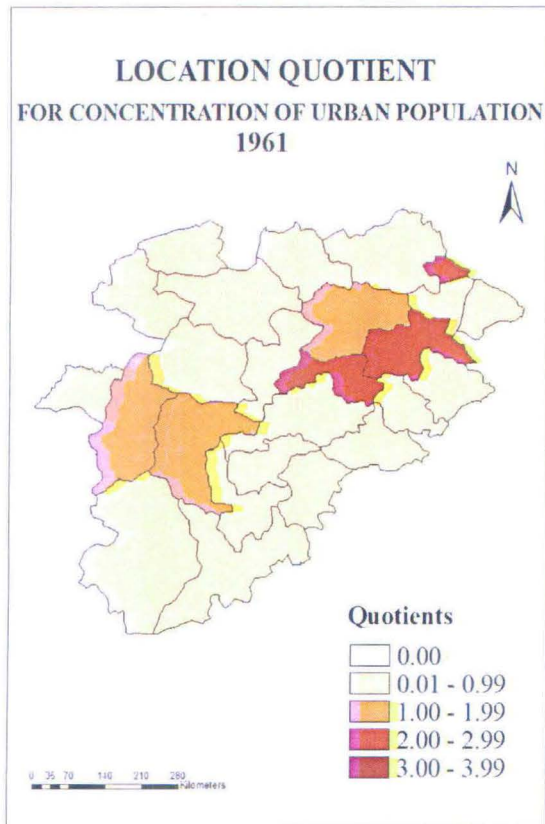 LOCATION QUOTIENT
FOR CONCENTRATION OF URBAN POPULATION
1961
N
Quotients
0.00
0.01 - 0.99
1.00 - 1.99
2.00 - 2.99
3.00 - 3.99
0 35 70 140 210 280
Kilometers